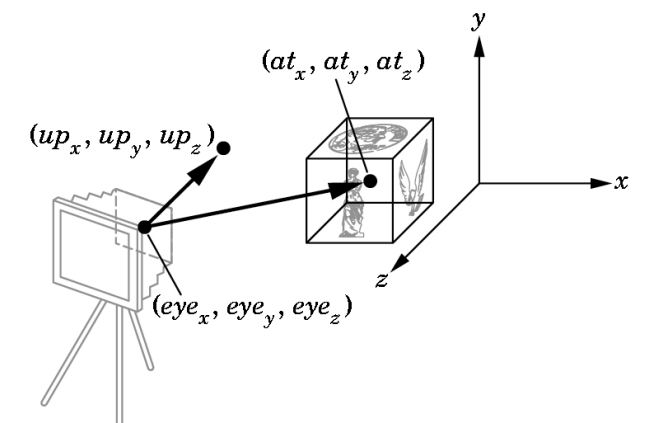 y
(at_x, at_y, at_z)
(up_x, up_y, up_z)
x
z
(eye_x, eye_y, eye_z)